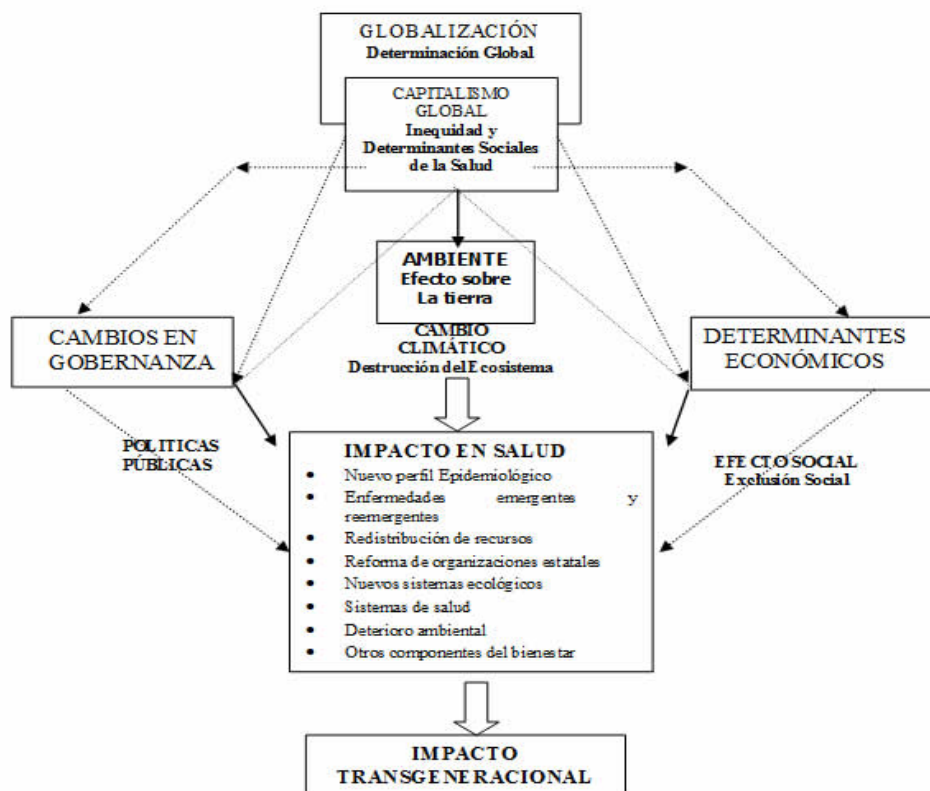 GLOBALIZACIÓN
Determinación Global
CAPITALISMO
GLOBAL
Inequidad y
Determinantes Sociales
de la Salud
AMBIENTE
Efecto sobre
La tierra
CAMBIO
CLIMÁTICO
Destrucción del Ecosistema
CAMBIOS EN
GOBERNANZA
DETERMINANTES
ECONÓMICOS
POLITICAS
PÚBLICAS
EFECTO SOCIAL
Exclusión Social
IMPACTO EN SALUD
• Nuevo perfil Epidemiológico
• Enfermedades emergentes y
reemergentes
• Redistribución de recursos
• Reforma de organizaciones estatales
• Nuevos sistemas ecológicos
• Sistemas de salud
• Deterioro ambiental
• Otros componentes del bienestar
IMPACTO
TRANSGENERACIONAL